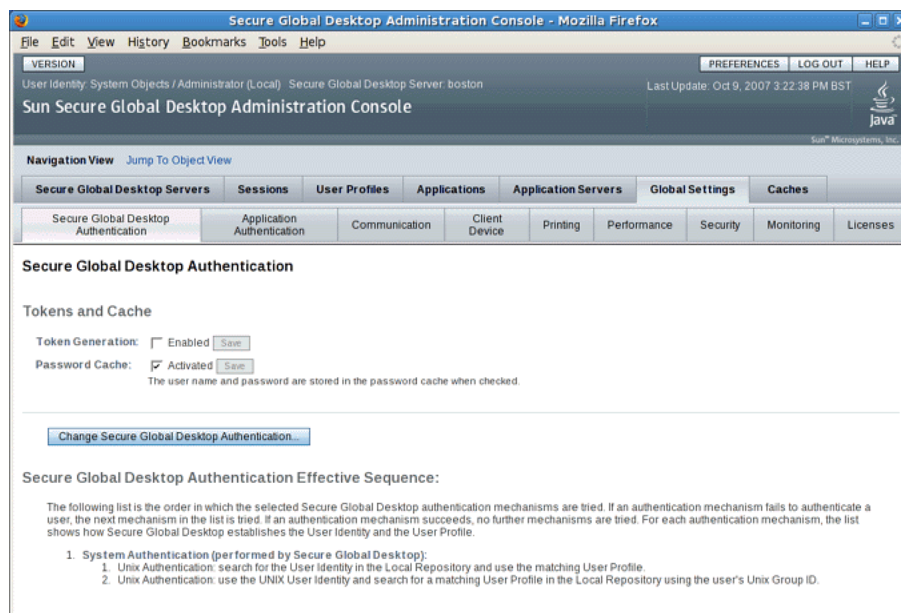 Secure Global Desktop Administration Console - Mozilla Firefox
File Edit View History Bookmarks Tools Help
VERSION PREFERENCES LOG OUT HELP
User Identity: System Objects / Administrator (Local) Secure Global Desktop Server: boston Last Update: Oct 9, 2007 3:22:38 PM BST
Sun Secure Global Desktop Administration Console
Java
Sun™ Microsystems, Inc.
Navigation View Jump To Object View
Secure Global Desktop Servers Sessions User Profiles Applications Application Servers Global Settings Caches
Secure Global Desktop Authentication Application Authentication Communication Client Device Printing Performance Security Monitoring Licenses
Secure Global Desktop Authentication
Tokens and Cache
Token Generation: Enabled Save
Password Cache: Activated Save
The user name and password are stored in the password cache when checked.
Change Secure Global Desktop Authentication...
Secure Global Desktop Authentication Effective Sequence:
The following list is the order in which the selected Secure Global Desktop authentication mechanisms are tried. If an authentication mechanism fails to authenticate a
user, the next mechanism in the list is tried. If an authentication mechanism succeeds, no further mechanisms are tried. For each authentication mechanism, the list
shows how Secure Global Desktop establishes the User Identity and the User Profile.
1. System Authentication (performed by Secure Global Desktop):
1. Unix Authentication: search for the User Identity in the Local Repository and use the matching User Profile.
2. Unix Authentication: use the UNIX User Identity and search for a matching User Profile in the Local Repository using the user's Unix Group ID.